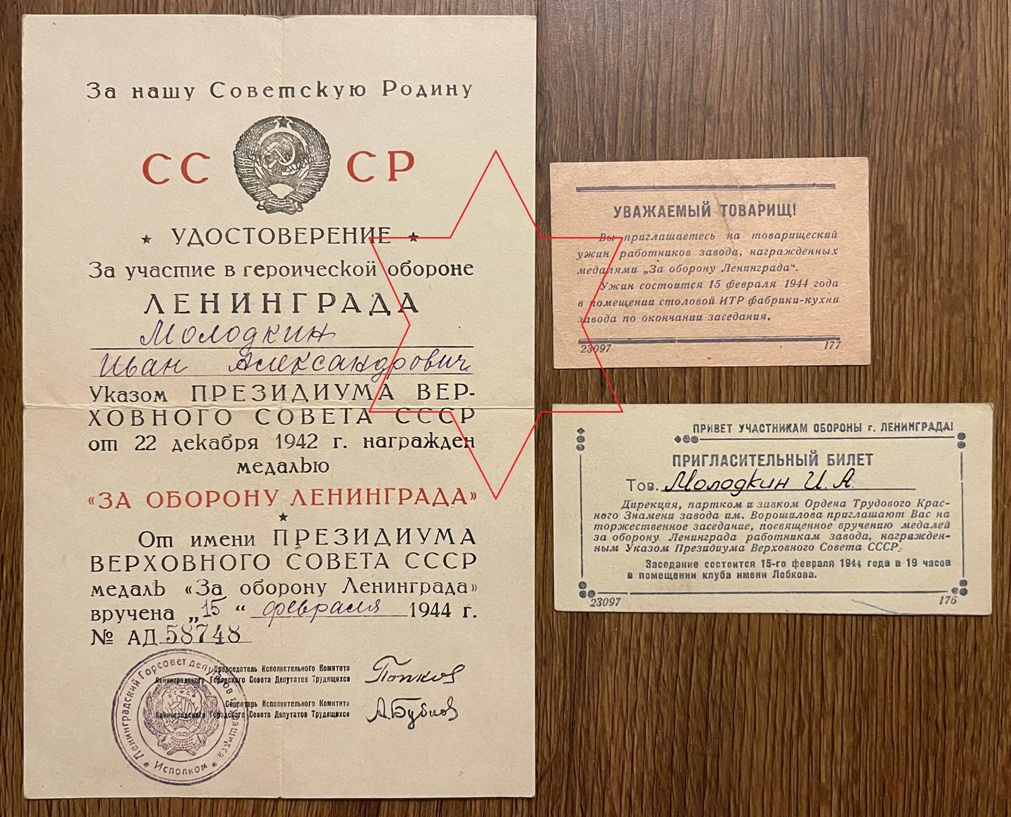 За нашу Советскую Родину
СС СР
★ УДОСТОВЕРЕНИЕ ★
За участие в героической обороне
ЛЕНИНГРАДА
Молодкин
Иван Александрович
Указом ПРЕЗИДИУМА ВЕР-
ХОВНОГО СОВЕТА СССР
от 22 декабря 1942 г. награжден
медалью
«ЗА ОБОРОНУ ЛЕНИНГРАДА»
★
От имени ПРЕЗИДИУМА
ВЕРХОВНОГО СОВЕТА СССР
медаль «За оборону Ленинграда»
вручена „15“ февраля 1944 г.
№ АД 58748
Председатель Исполнительного Комитета
Ленинградского Городского Совета Депутатов Трудящихся
Попков
Секретарь Исполнительного Комитета
Ленинградского Городского Совета Депутатов Трудящихся
А Бубнов
Ленинградский Горсовет депутатов трудящихся
Исполком
УВАЖАЕМЫЙ ТОВАРИЩ!
Вы приглашаетесь на товарищеский
ужин работников завода, награжденных
медалями „За оборону Ленинграда“.
Ужин состоится 15 февраля 1944 года
в помещении столовой ИТР фабрики-кухни
завода по окончании заседания.
23097 177
ПРИВЕТ УЧАСТНИКАМ ОБОРОНЫ г. ЛЕНИНГРАДА!
ПРИГЛАСИТЕЛЬНЫЙ БИЛЕТ
Тов. Молодкин И. А
Дирекция, партком и завком Ордена Трудового Крас-
ного Знамени завода им. Ворошилова приглашают Вас на
торжественное заседание, посвященное вручению медалей
за оборону Ленинграда работникам завода, награжден-
ным Указом Президиума Верховного Совета СССР.
Заседание состоится 15-го февраля 1944 года в 19 часов
в помещении клуба имени Лобкова.
23097 176